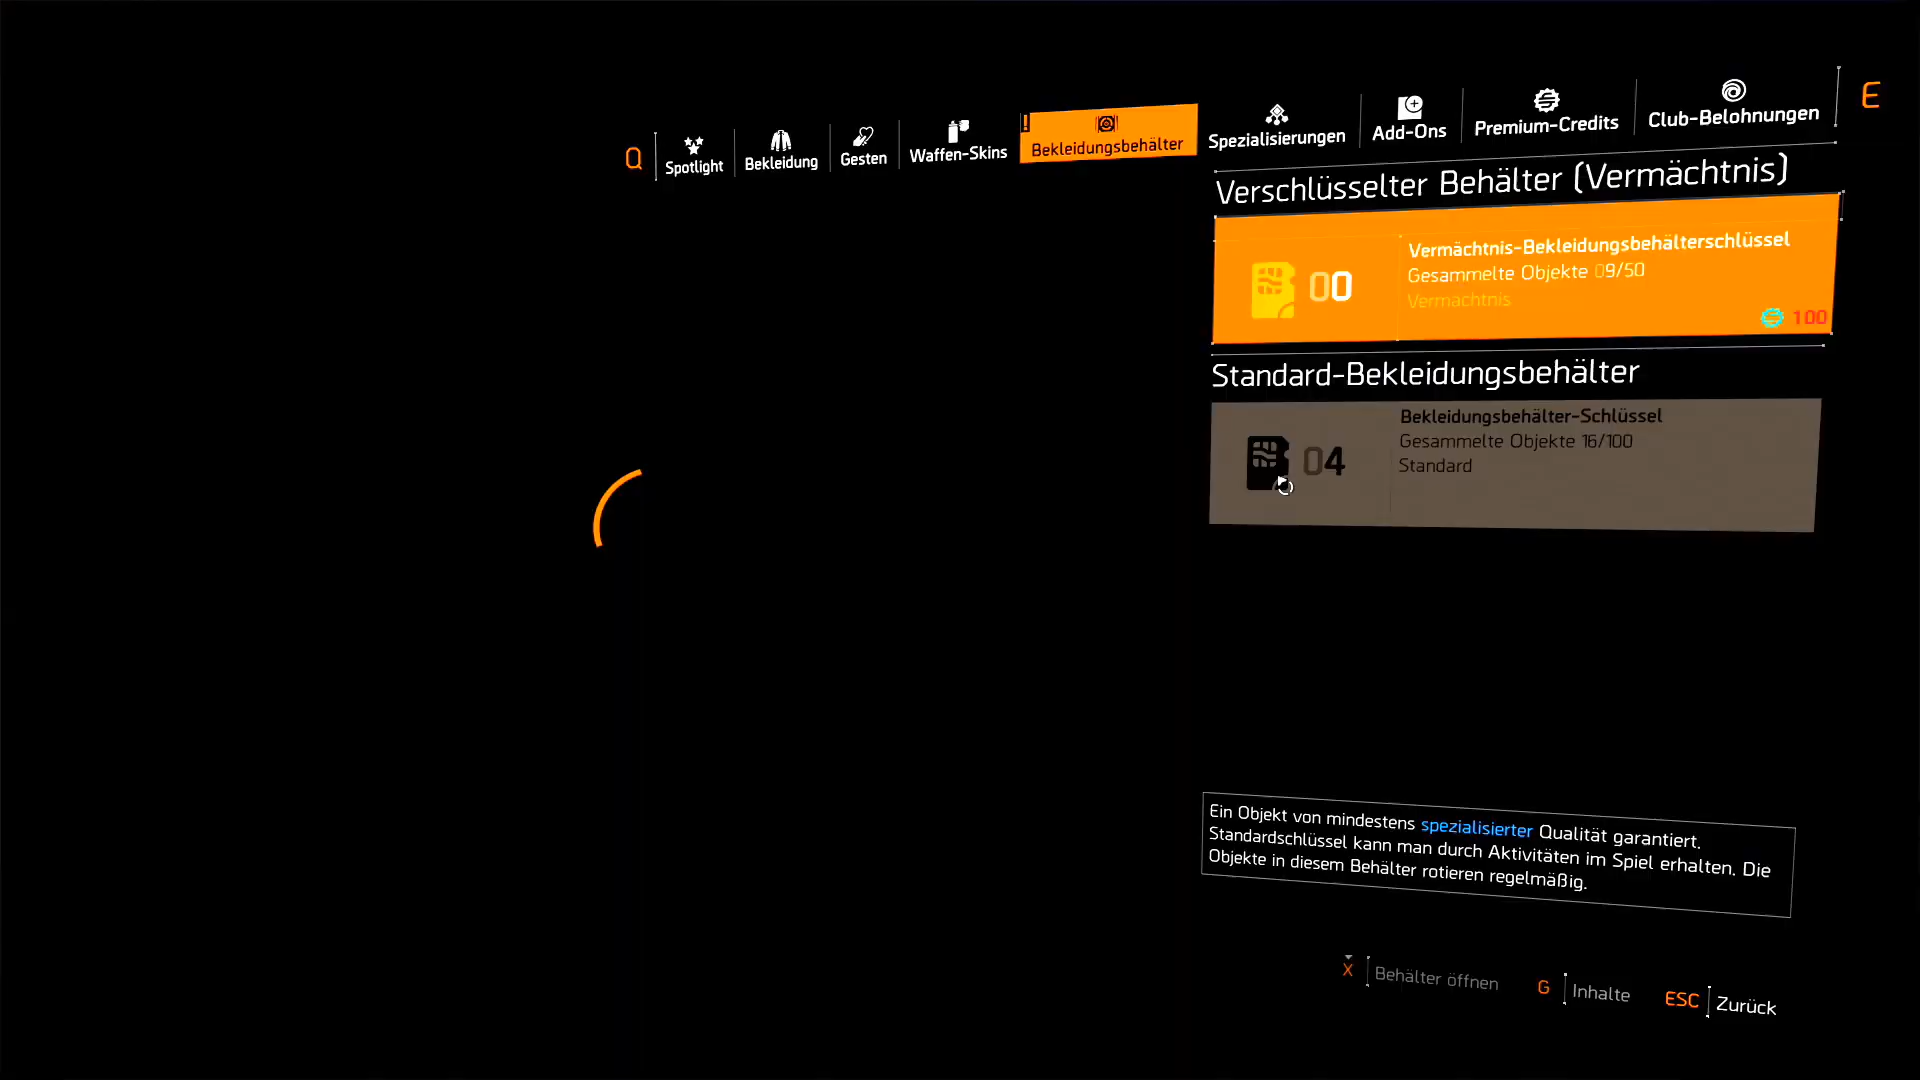 Q
Spotlight
Bekleidung
Gesten
Waffen-Skins
!
Bekleidungsbehälter
Spezialisierungen
Add-Ons
Premium-Credits
Club-Belohnungen
E
Verschlüsselter Behälter (Vermächtnis)
00
Vermächtnis-Bekleidungsbehälterschlüssel
Gesammelte Objekte 09/50
Vermächtnis
100
Standard-Bekleidungsbehälter
04
Bekleidungsbehälter-Schlüssel
Gesammelte Objekte 16/100
Standard
Ein Objekt von mindestens spezialisierter Qualität garantiert.
Standardschlüssel kann man durch Aktivitäten im Spiel erhalten. Die
Objekte in diesem Behälter rotieren regelmäßig.
X Behälter öffnen
G Inhalte
ESC Zurück